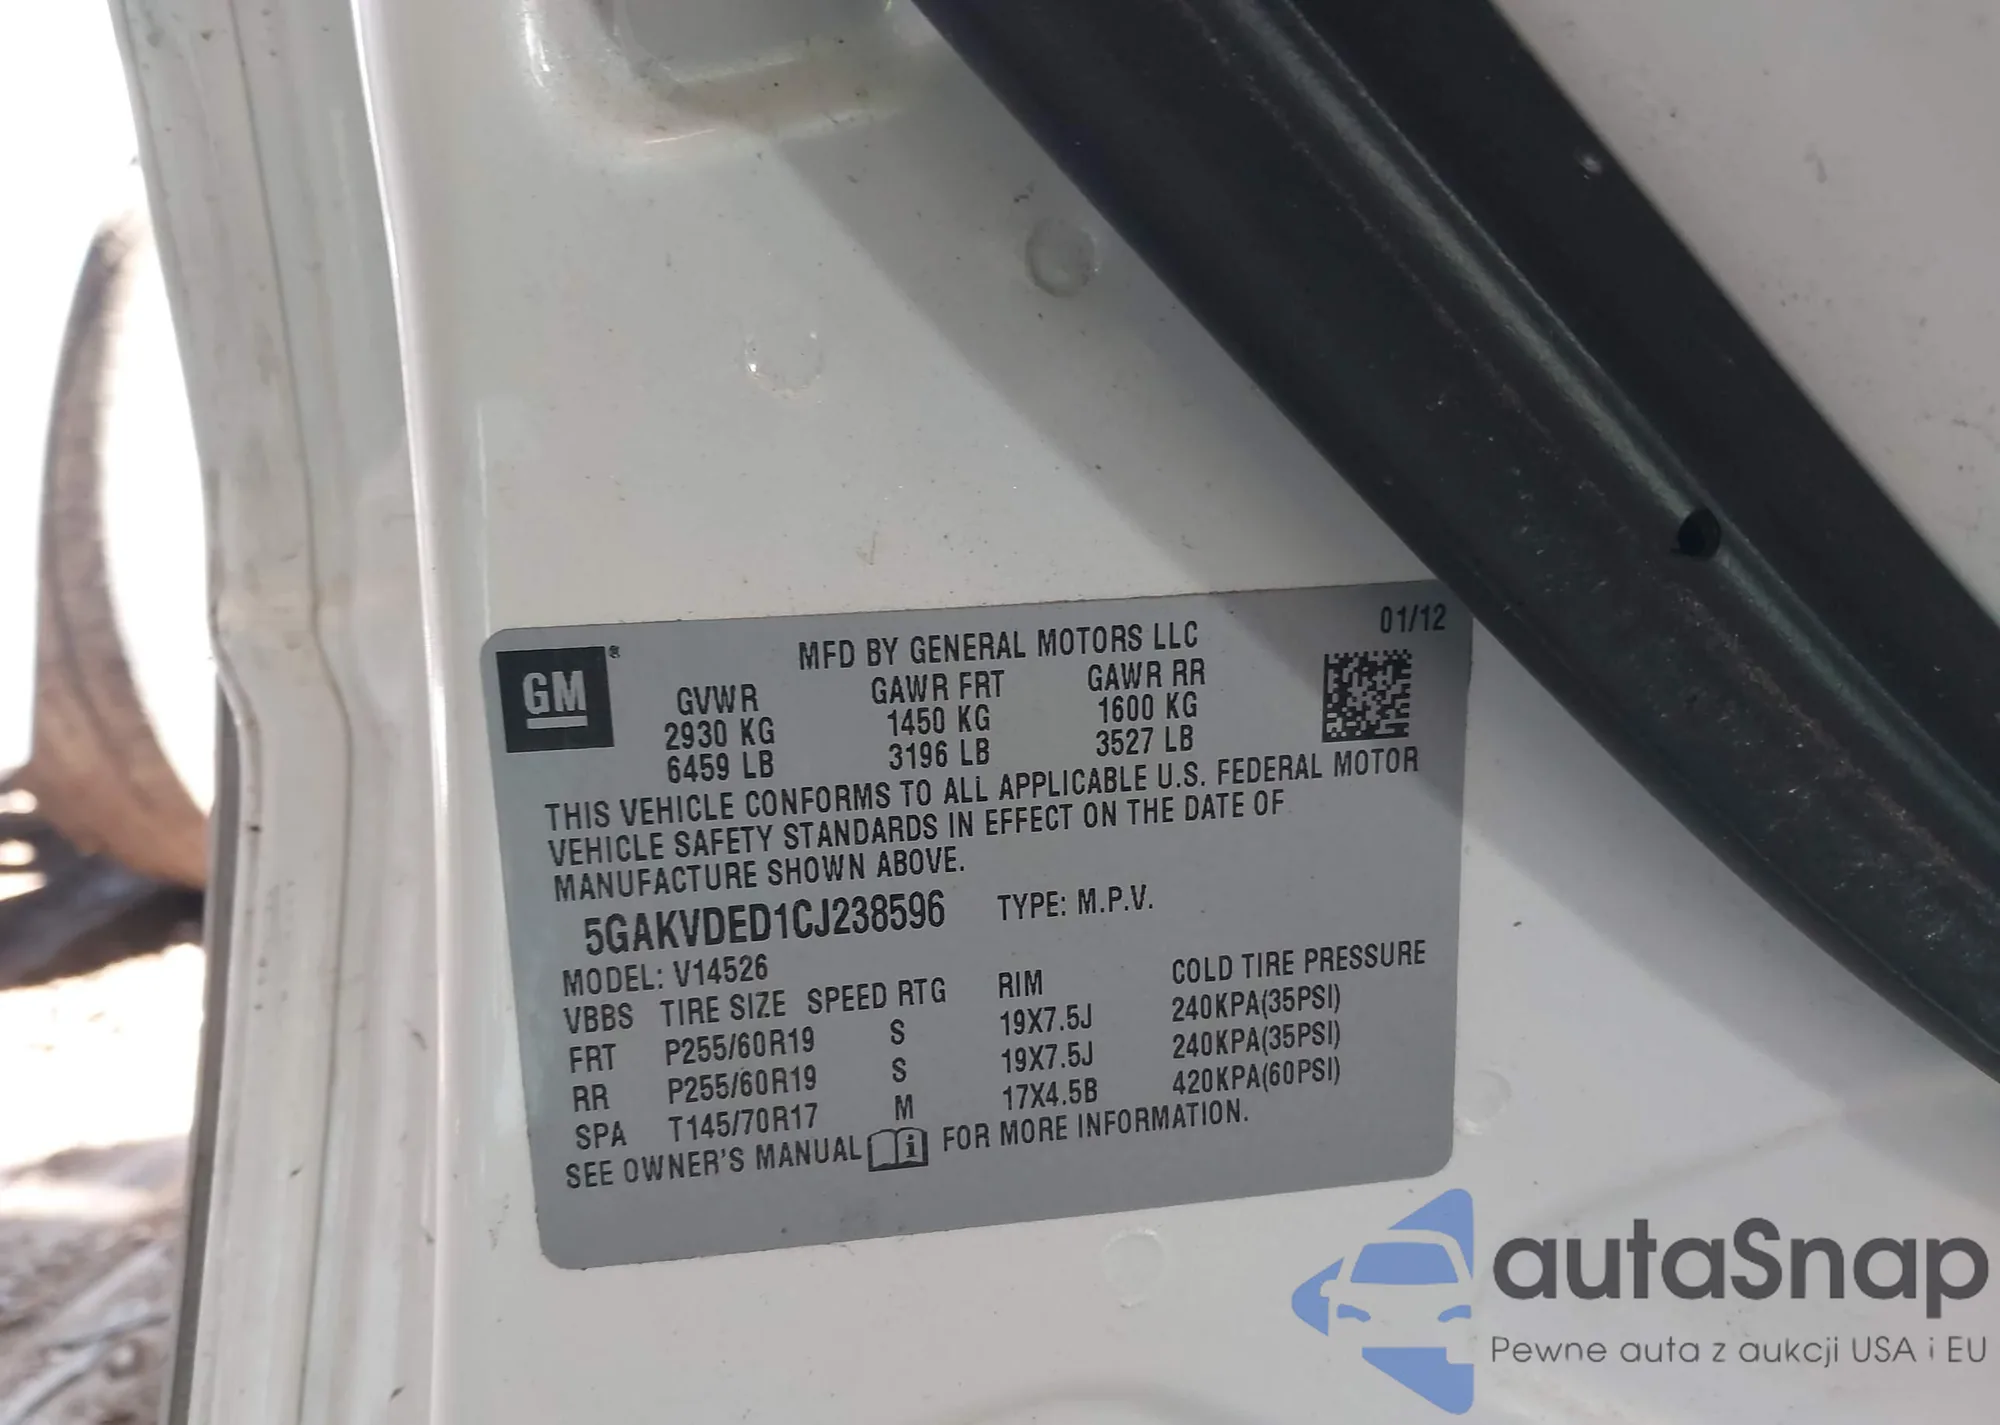 GM ®
MFD BY GENERAL MOTORS LLC 01/12
GVWR GAWR FRT GAWR RR
2930 KG 1450 KG 1600 KG
6459 LB 3196 LB 3527 LB
THIS VEHICLE CONFORMS TO ALL APPLICABLE U.S. FEDERAL MOTOR
VEHICLE SAFETY STANDARDS IN EFFECT ON THE DATE OF
MANUFACTURE SHOWN ABOVE.
5GAKVDED1CJ238596 TYPE: M.P.V.
MODEL: V14526
VBBS TIRE SIZE SPEED RTG RIM COLD TIRE PRESSURE
FRT P255/60R19 S 19X7.5J 240KPA(35PSI)
RR P255/60R19 S 19X7.5J 240KPA(35PSI)
SPA T145/70R17 M 17X4.5B 420KPA(60PSI)
SEE OWNER'S MANUAL i FOR MORE INFORMATION.
autaSnap
Pewne auta z aukcji USA i EU